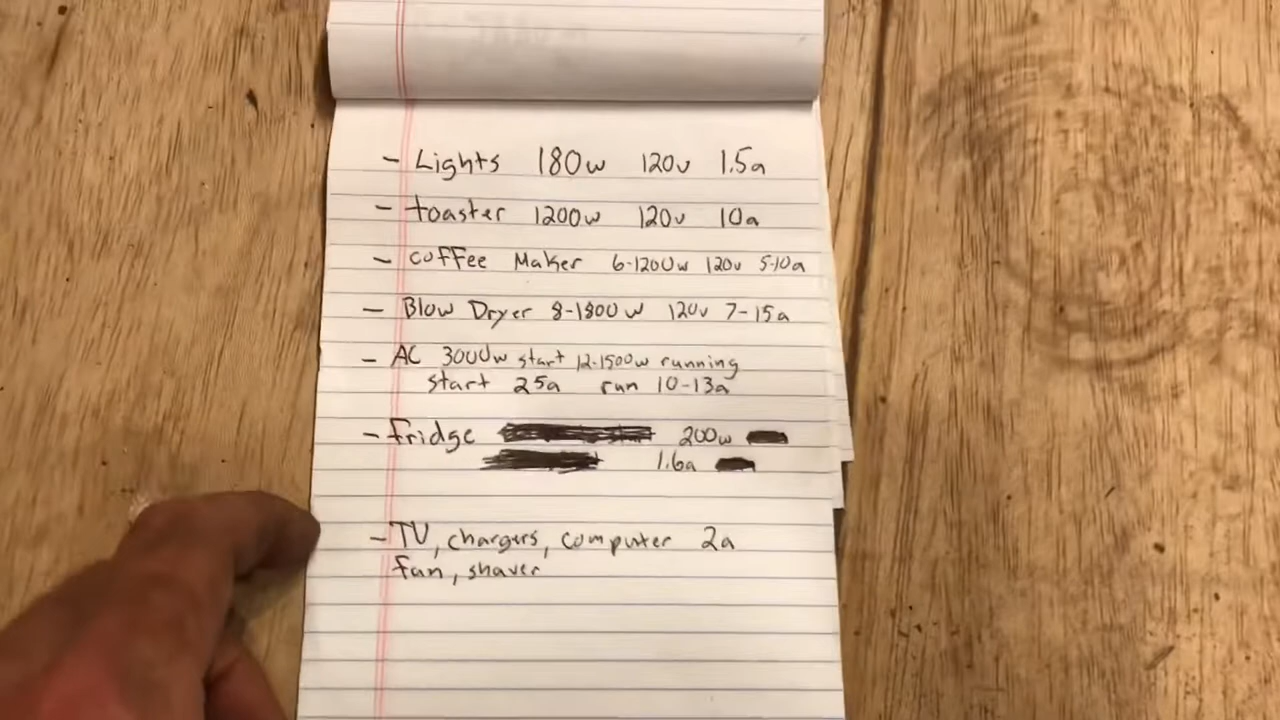 - Lights 180w 120v 1.5a
- toaster 1200w 120v 10a
- coffee Maker 6-1200w 120v 5-10a
- Blow Dryer 8-1800w 120v 7-15a
- AC 3000w start 12-1500w running
start 25a run 10-13a
- fridge 200w
1.6a
- TV, chargers, computer 2a
fan, shaver